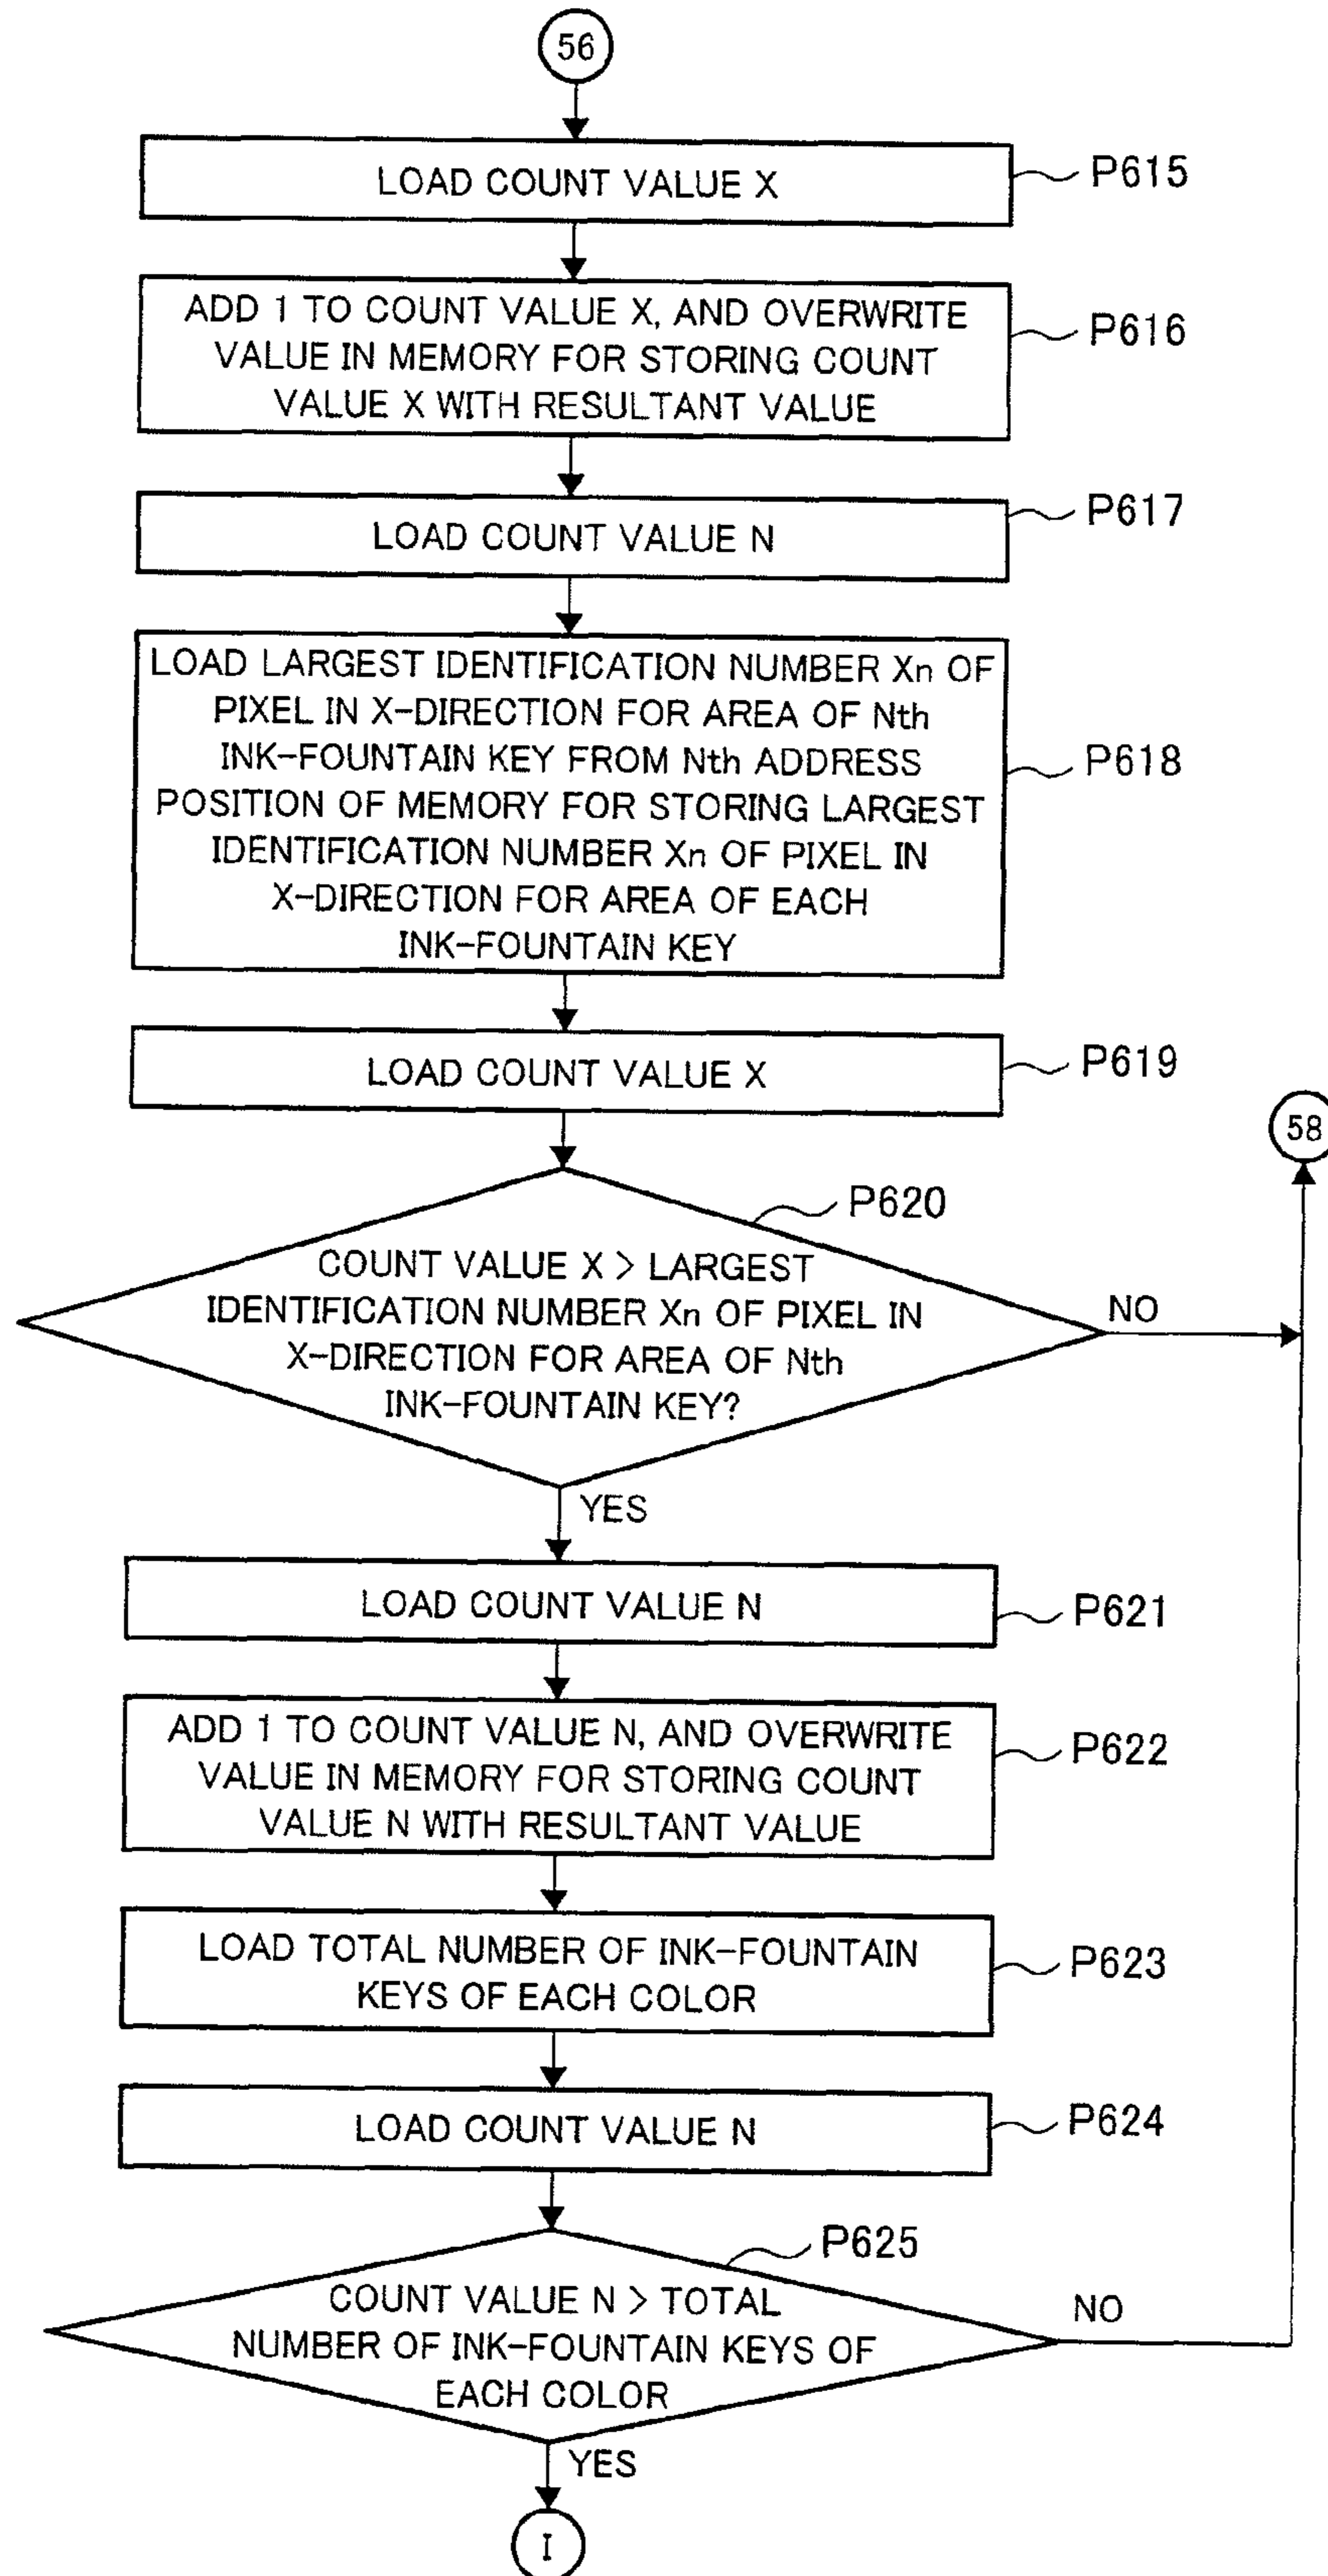 56
LOAD COUNT VALUE X
P615
ADD 1 TO COUNT VALUE X, AND OVERWRITE
VALUE IN MEMORY FOR STORING COUNT
VALUE X WITH RESULTANT VALUE
P616
LOAD COUNT VALUE N
P617
LOAD LARGEST IDENTIFICATION NUMBER Xn OF
PIXEL IN X-DIRECTION FOR AREA OF Nth
INK-FOUNTAIN KEY FROM Nth ADDRESS
POSITION OF MEMORY FOR STORING LARGEST
IDENTIFICATION NUMBER Xn OF PIXEL IN
X-DIRECTION FOR AREA OF EACH
INK-FOUNTAIN KEY
P618
LOAD COUNT VALUE X
P619
58
P620
COUNT VALUE X > LARGEST
IDENTIFICATION NUMBER Xn OF PIXEL IN
X-DIRECTION FOR AREA OF Nth
INK-FOUNTAIN KEY?
NO
YES
LOAD COUNT VALUE N
P621
ADD 1 TO COUNT VALUE N, AND OVERWRITE
VALUE IN MEMORY FOR STORING COUNT
VALUE N WITH RESULTANT VALUE
P622
LOAD TOTAL NUMBER OF INK-FOUNTAIN
KEYS OF EACH COLOR
P623
LOAD COUNT VALUE N
P624
P625
COUNT VALUE N > TOTAL
NUMBER OF INK-FOUNTAIN KEYS OF
EACH COLOR
NO
YES
I